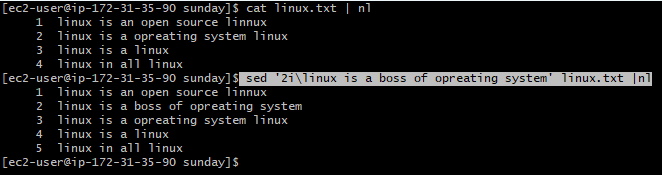 [ec2-user@ip-172-31-35-90 sunday]$ cat linux.txt | nl
1 linux is an open source linnux
2 linux is a opreating system linux
3 linux is a linux
4 linux in all linux
[ec2-user@ip-172-31-35-90 sunday]$ sed '2i\linux is a boss of opreating system' linux.txt |nl
1 linux is an open source linnux
2 linux is a boss of opreating system
3 linux is a opreating system linux
4 linux is a linux
5 linux in all linux
[ec2-user@ip-172-31-35-90 sunday]$